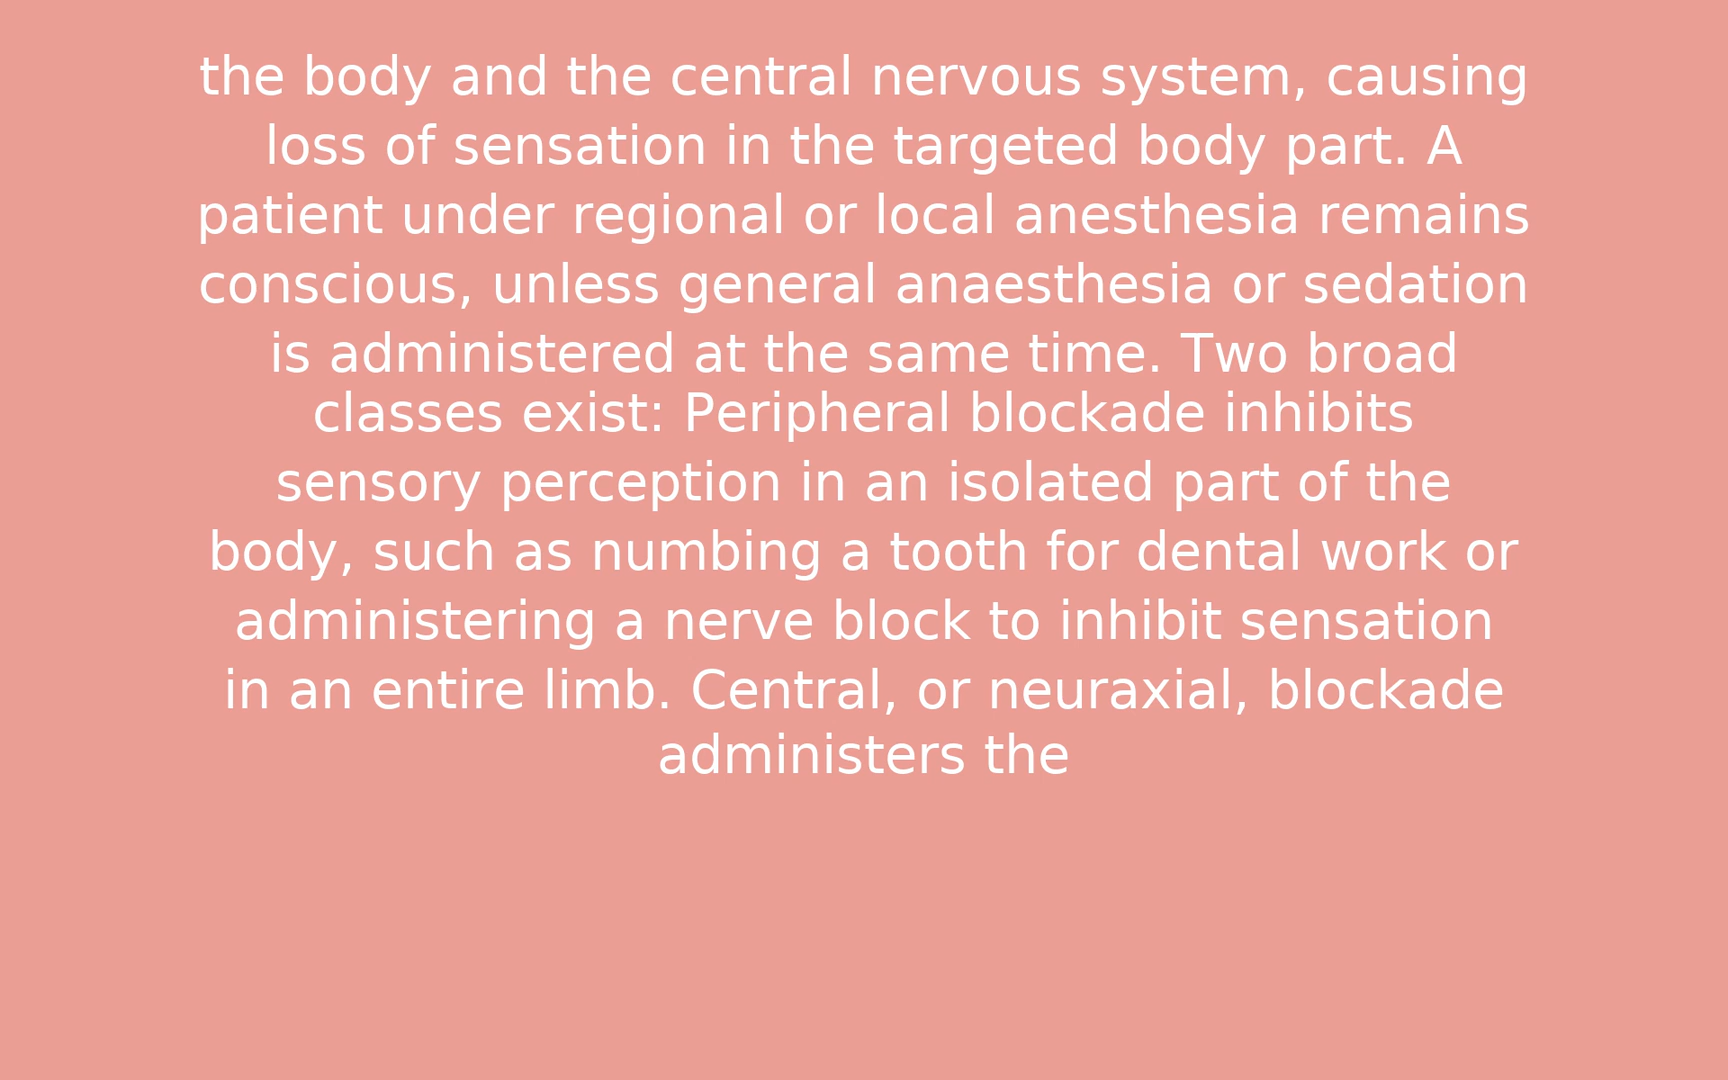 the body and the central nervous system, causing
loss of sensation in the targeted body part. A
patient under regional or local anesthesia remains
conscious, unless general anaesthesia or sedation
is administered at the same time. Two broad
classes exist: Peripheral blockade inhibits
sensory perception in an isolated part of the
body, such as numbing a tooth for dental work or
administering a nerve block to inhibit sensation
in an entire limb. Central, or neuraxial, blockade
administers the